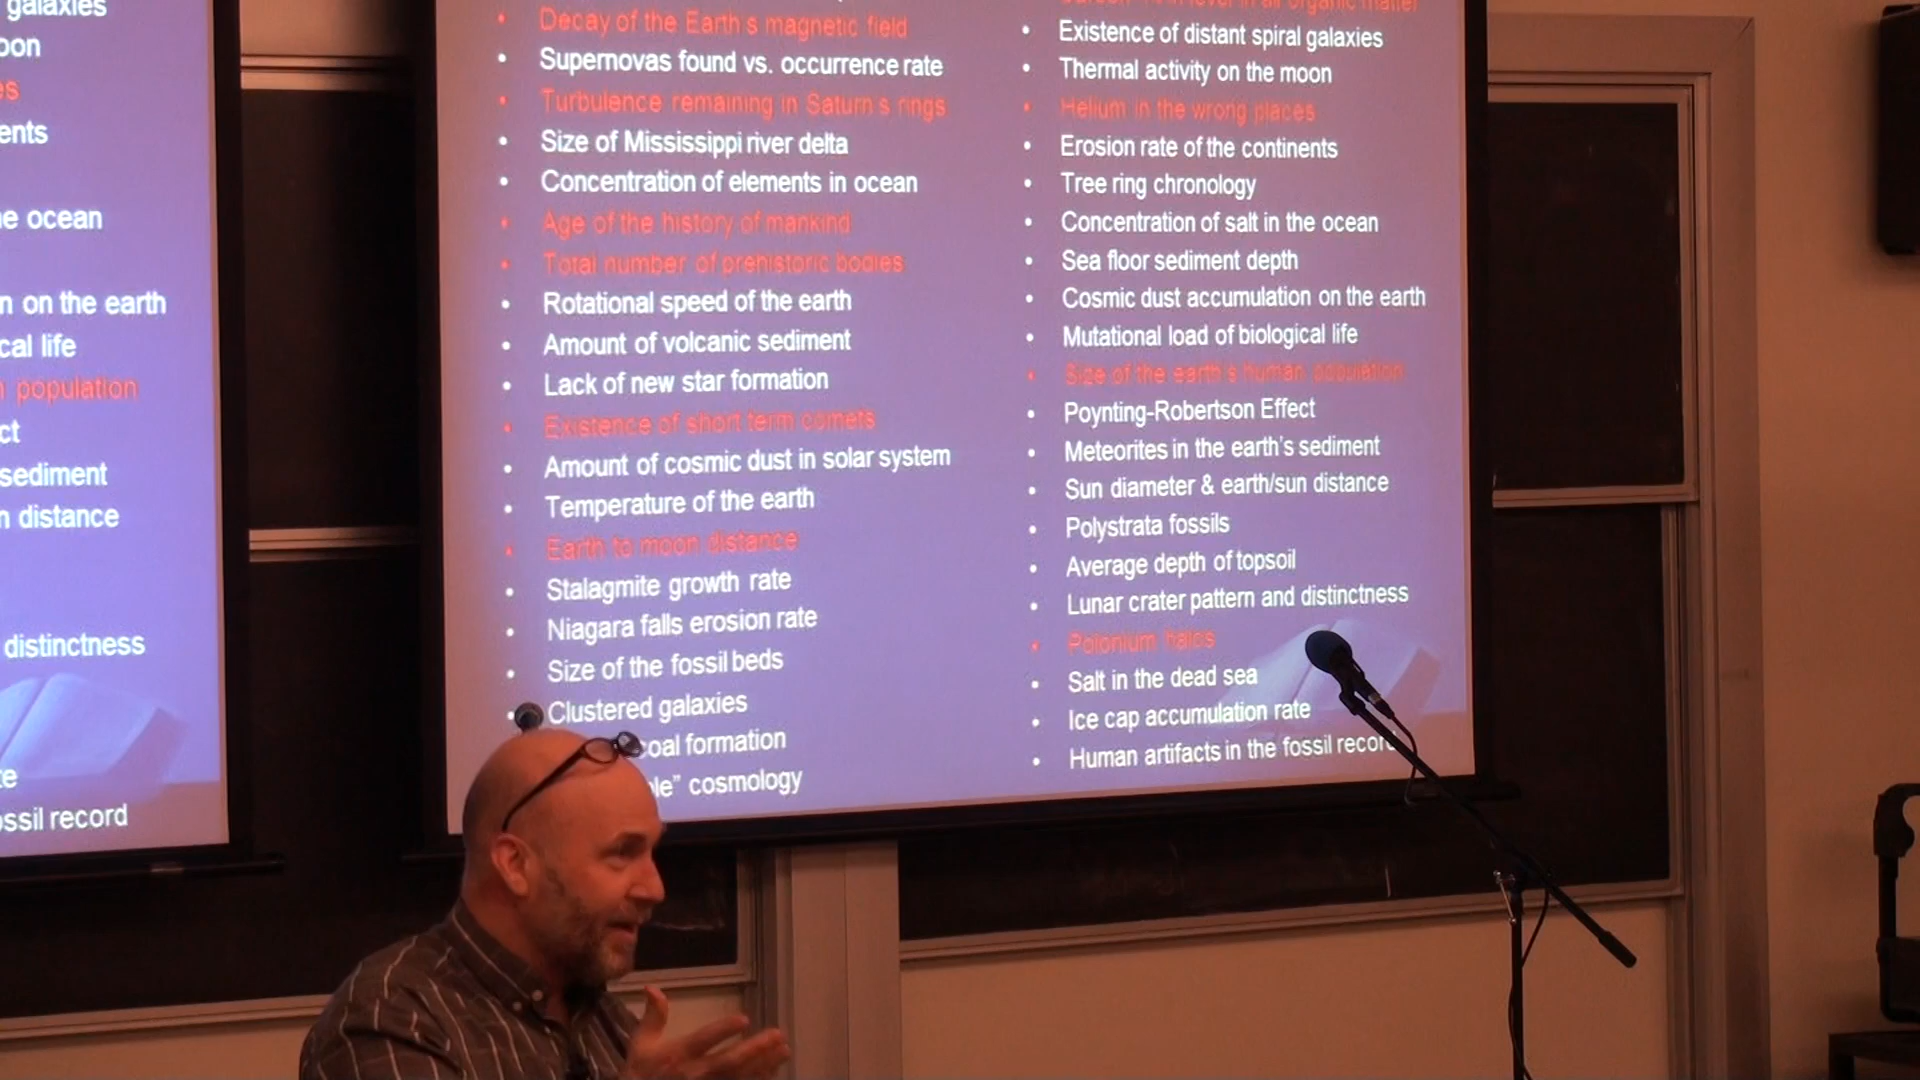 galaxies
oon
es
ents
ne ocean
n on the earth
cal life
n population
ct
sediment
n distance
distinctness
te
ossil record
• Decay of the Earth s magnetic field
• Supernovas found vs. occurrence rate
• Turbulence remaining in Saturn s rings
• Size of Mississippi river delta
• Concentration of elements in ocean
• Age of the history of mankind
• Total number of prehistoric bodies
• Rotational speed of the earth
• Amount of volcanic sediment
• Lack of new star formation
• Existence of short term comets
• Amount of cosmic dust in solar system
• Temperature of the earth
• Earth to moon distance
• Stalagmite growth rate
• Niagara falls erosion rate
• Size of the fossil beds
• Clustered galaxies
coal formation
le" cosmology
in all organic matter
• Existence of distant spiral galaxies
• Thermal activity on the moon
• Helium in the wrong places
• Erosion rate of the continents
• Tree ring chronology
• Concentration of salt in the ocean
• Sea floor sediment depth
• Cosmic dust accumulation on the earth
• Mutational load of biological life
• Size of the earth's human population
• Poynting-Robertson Effect
• Meteorites in the earth's sediment
• Sun diameter & earth/sun distance
• Polystrata fossils
• Average depth of topsoil
• Lunar crater pattern and distinctness
• Polonium halos
• Salt in the dead sea
• Ice cap accumulation rate
• Human artifacts in the fossil record